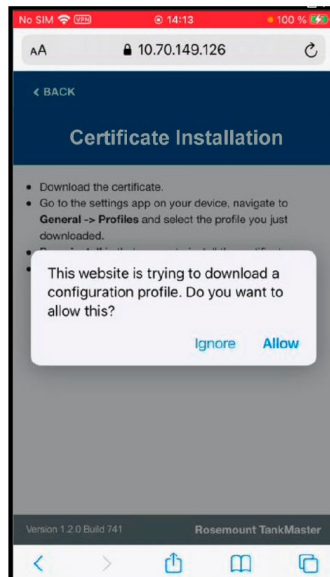 No SIM VPN 14:13 100 %
AA 10.70.149.126
BACK
Certificate Installation
• Download the certificate.
• Go to the settings app on your device, navigate to
General -> Profiles and select the profile you just
downloaded.
This website is trying to download a
configuration profile. Do you want to
allow this?
Ignore Allow
Version 1.2.0 Build 741 Rosemount TankMaster